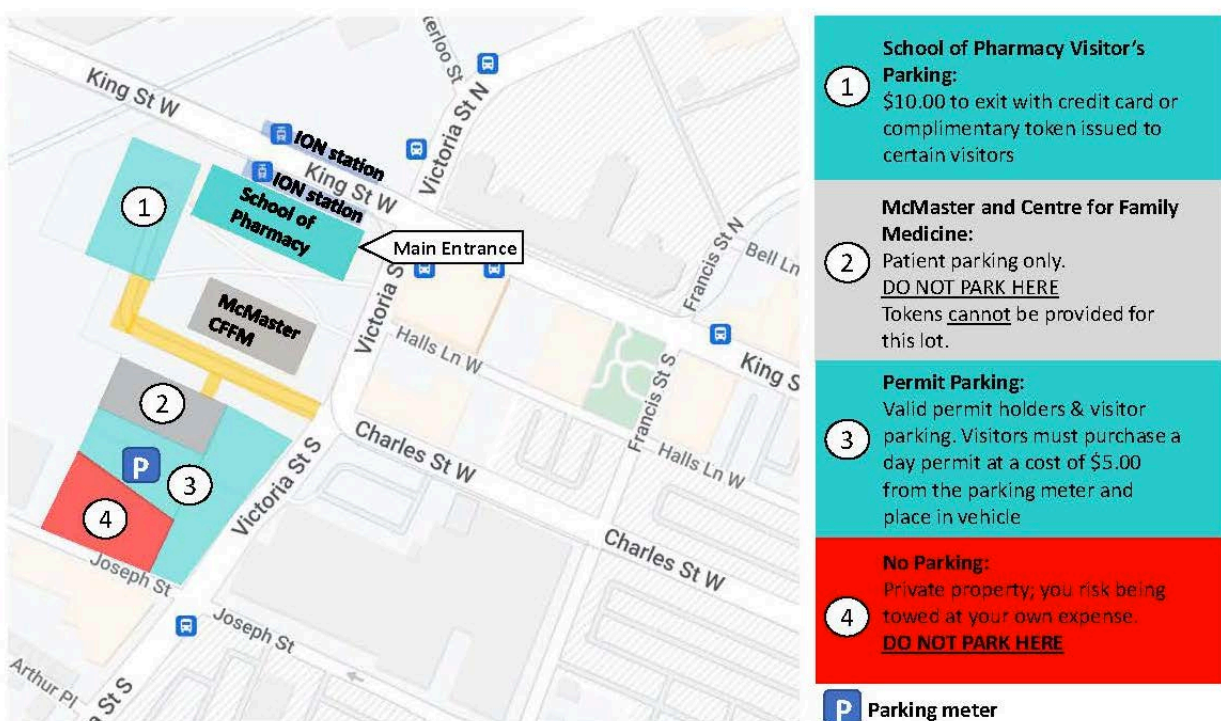 erloo St
King St W
Victoria St N
ION station
King St W
ION station
School of
Pharmacy
1
Main Entrance
Francis St N
Bell Ln
McMaster
CFFM
Victoria S
Halls Ln W
King S
2
Francis St S
Charles St W
Halls Ln W
P
3
Victoria St S
4
Charles St W
Joseph St
Joseph St
Arthur Pl
Victoria St S
School of Pharmacy Visitor's
Parking:
1
$10.00 to exit with credit card or
complimentary token issued to
certain visitors
McMaster and Centre for Family
Medicine:
2
Patient parking only.
DO NOT PARK HERE
Tokens cannot be provided for
this lot.
Permit Parking:
3
Valid permit holders & visitor
parking. Visitors must purchase a
day permit at a cost of $5.00
from the parking meter and
place in vehicle
No Parking:
4
Private property; you risk being
towed at your own expense.
DO NOT PARK HERE
P Parking meter